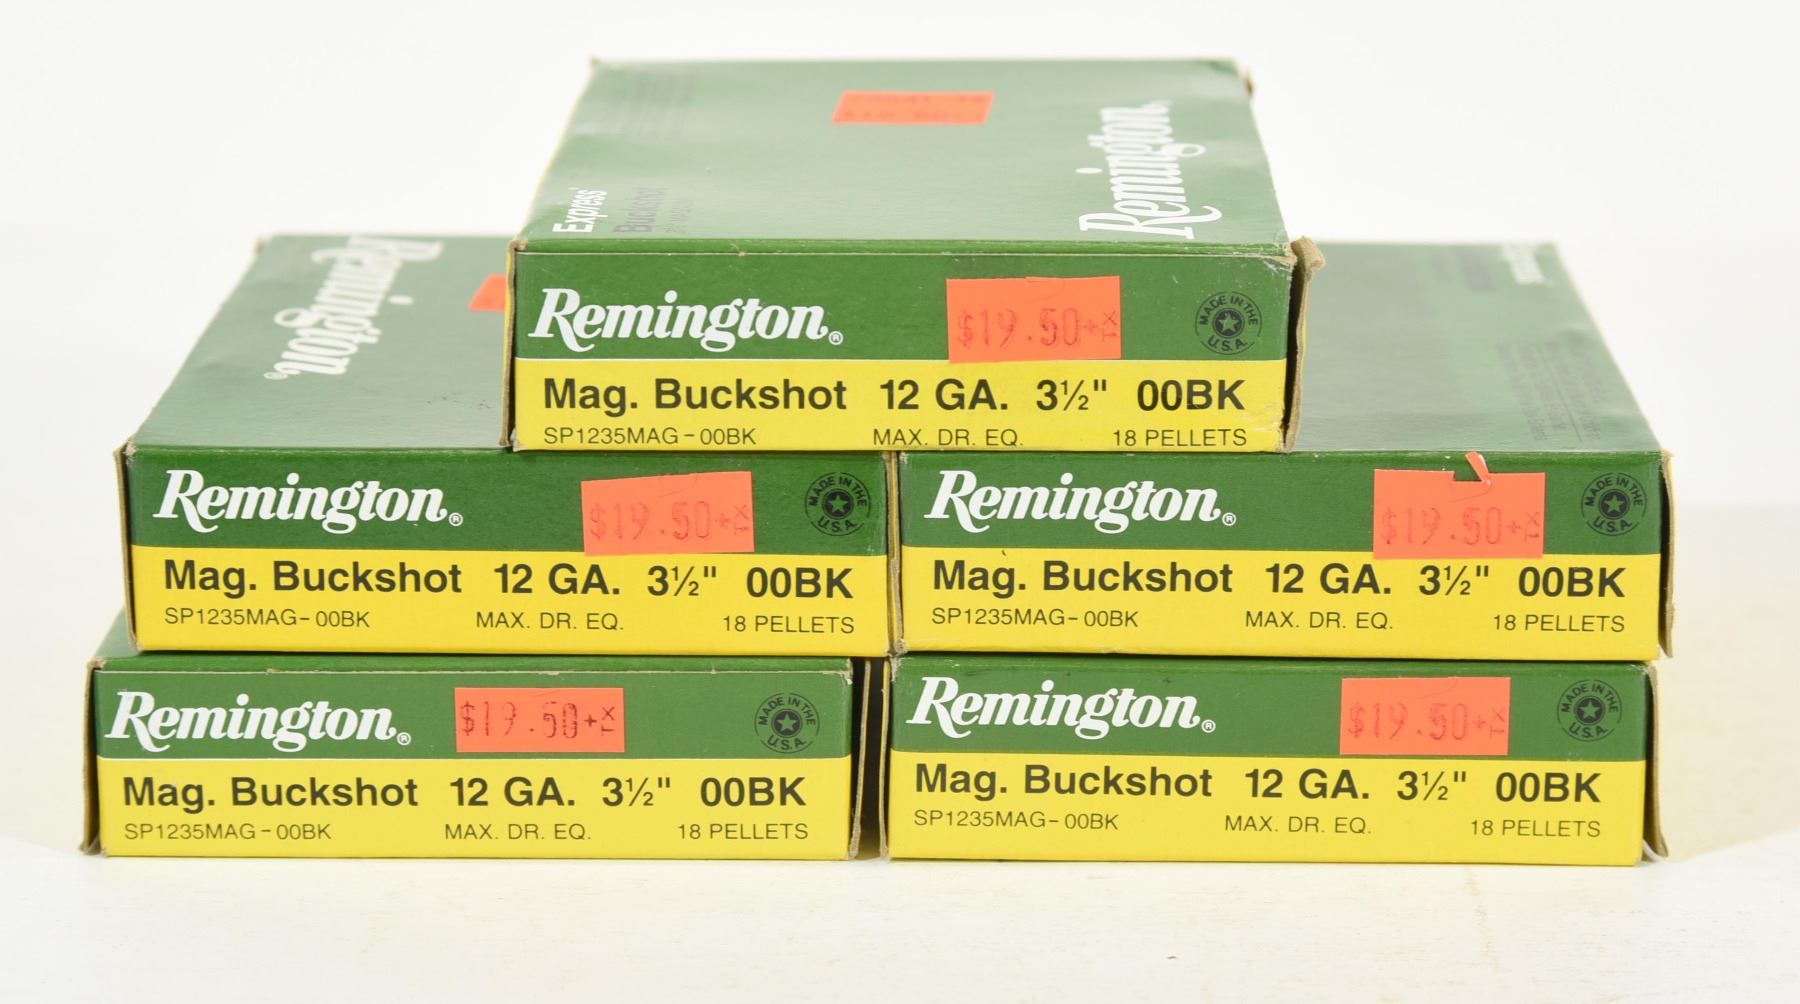 Express®
Buckshot
Remington®
Remington®
$19.50+TX
MADE IN THE U.S.A.
Mag. Buckshot 12 GA. 3½" 00BK
SP1235MAG-00BK MAX. DR. EQ. 18 PELLETS
Remington®
Remington®
$19.50+TX
MADE IN THE U.S.A.
Mag. Buckshot 12 GA. 3½" 00BK
SP1235MAG-00BK MAX. DR. EQ. 18 PELLETS
Remington®
$19.50+TX
MADE IN THE U.S.A.
Mag. Buckshot 12 GA. 3½" 00BK
SP1235MAG-00BK MAX. DR. EQ. 18 PELLETS
Remington®
$19.50+TX
MADE IN THE U.S.A.
Mag. Buckshot 12 GA. 3½" 00BK
SP1235MAG-00BK MAX. DR. EQ. 18 PELLETS
Remington®
$19.50+TX
MADE IN THE U.S.A.
Mag. Buckshot 12 GA. 3½" 00BK
SP1235MAG-00BK MAX. DR. EQ. 18 PELLETS